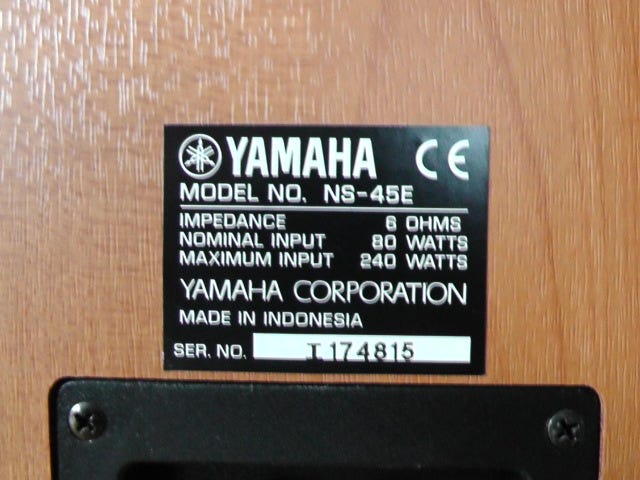 YAMAHA CE
MODEL NO. NS-45E
IMPEDANCE 6 OHMS
NOMINAL INPUT 80 WATTS
MAXIMUM INPUT 240 WATTS
YAMAHA CORPORATION
MADE IN INDONESIA
SER. NO. I174815